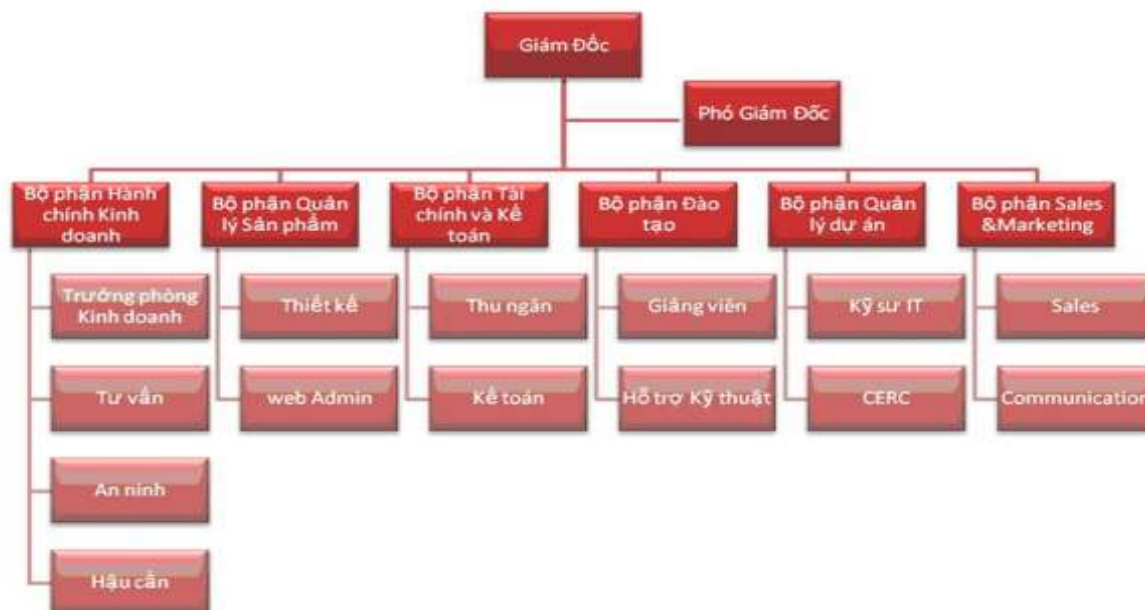 Giám Đốc
Phó Giám Đốc
Bộ phận Hành
chính Kinh
doanh
Bộ phận Quản
lý Sản phẩm
Bộ phận Tài
chính và Kế
toán
Bộ phận Đào
tạo
Bộ phận Quản
lý dự án
Bộ phận Sales
&Marketing
Trưởng phòng
Kinh doanh
Tư vấn
An ninh
Hậu cần
Thiết kế
web Admin
Thu ngân
Kế toán
Giảng viên
Hỗ trợ Kỹ thuật
Kỹ sư IT
CERC
Sales
Communication